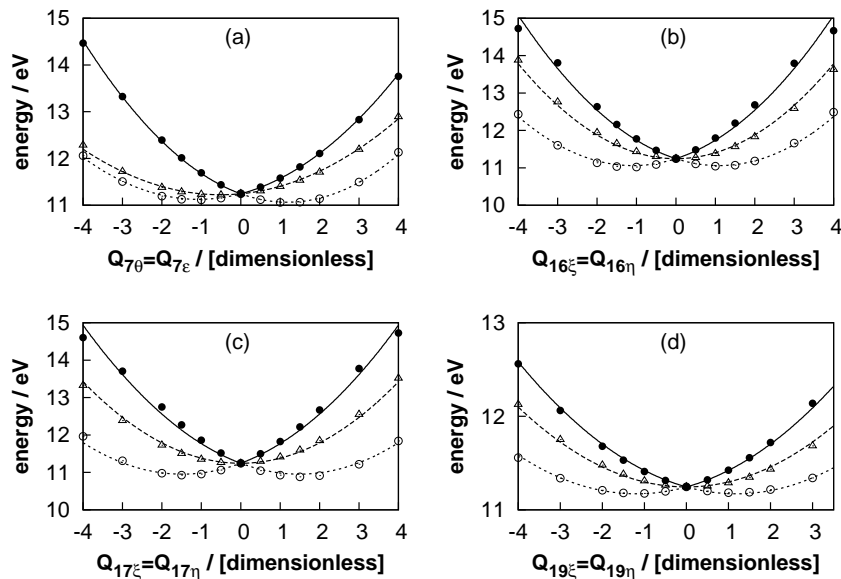 (a)
energy / eV
15
14
13
12
11
-4 -3 -2 -1 0 1 2 3 4
Q7θ=Q7ε / [dimensionless]
(b)
energy / eV
15
14
13
12
11
10
-4 -3 -2 -1 0 1 2 3 4
Q16ξ=Q16η / [dimensionless]
(c)
energy / eV
15
14
13
12
11
10
-4 -3 -2 -1 0 1 2 3 4
Q17ξ=Q17η / [dimensionless]
(d)
energy / eV
13
12
11
-4 -3 -2 -1 0 1 2 3
Q19ξ=Q19η / [dimensionless]